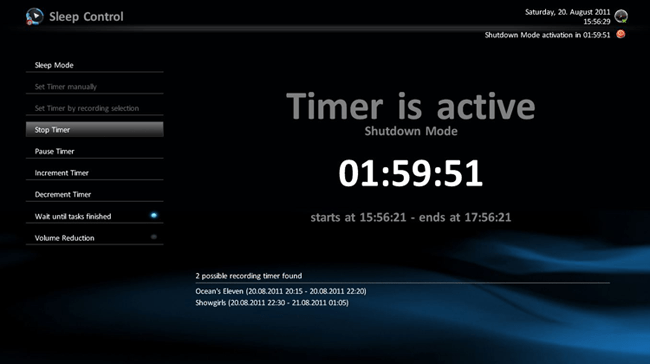 Sleep Control
Saturday, 20. August 2011
15:56:29
Shutdown Mode activation in 01:59:51
Sleep Mode
Set Timer manually
Set Timer by recording selection
Stop Timer
Pause Timer
Increment Timer
Decrement Timer
Wait until tasks finished
Volume Reduction
Timer is active
Shutdown Mode
01:59:51
starts at 15:56:21 - ends at 17:56:21
2 possible recording timer found
Ocean's Eleven (20.08.2011 20:15 - 20.08.2011 22:20)
Showgirls (20.08.2011 22:30 - 21.08.2011 01:05)